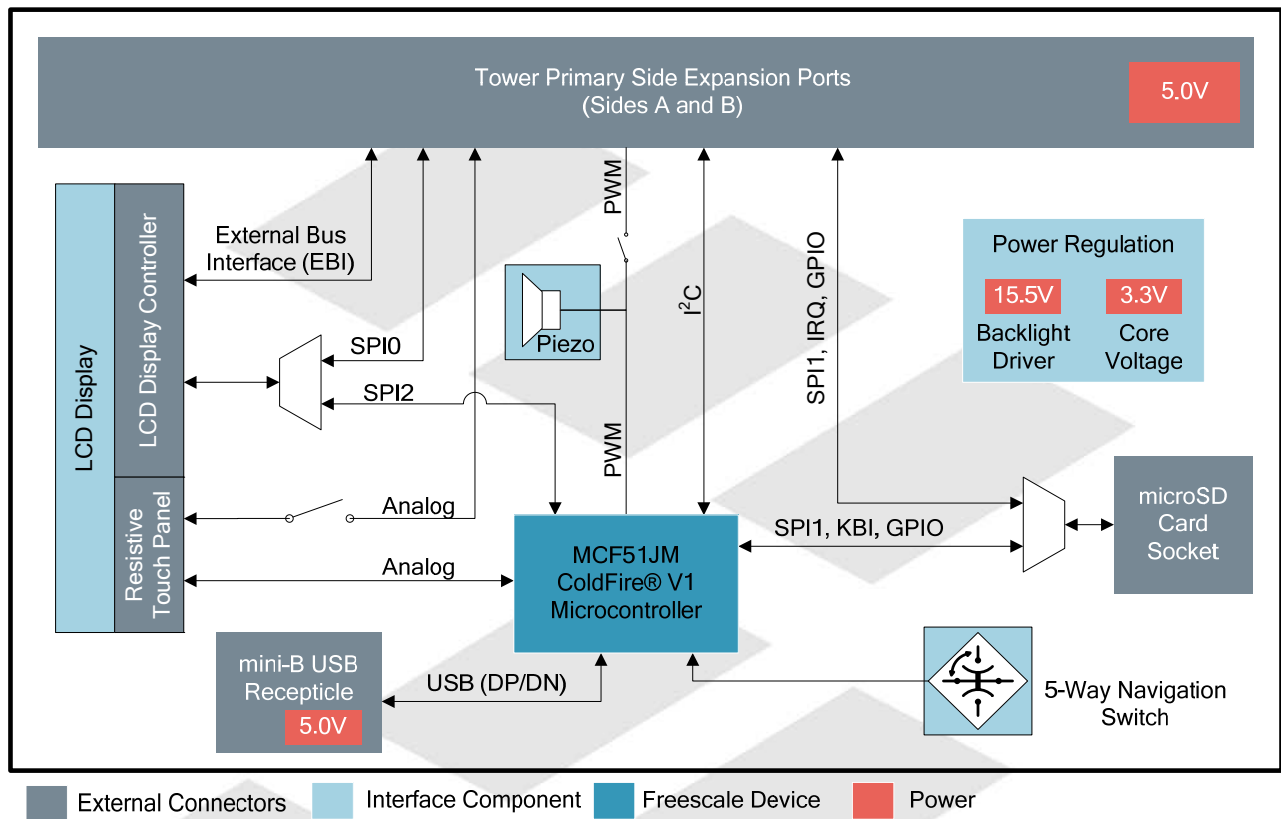 Tower Primary Side Expansion Ports
(Sides A and B)
5.0V
LCD Display
LCD Display Controller
Resistive
Touch Panel
External Bus
Interface (EBI)
SPI0
SPI2
Analog
Analog
PWM
Piezo
PWM
I²C
SPI1, IRQ, GPIO
Power Regulation
15.5V
Backlight
Driver
3.3V
Core
Voltage
MCF51JM
ColdFire® V1
Microcontroller
SPI1, KBI, GPIO
microSD
Card
Socket
mini-B USB
Recepticle
5.0V
USB (DP/DN)
5-Way Navigation
Switch
External Connectors
Interface Component
Freescale Device
Power